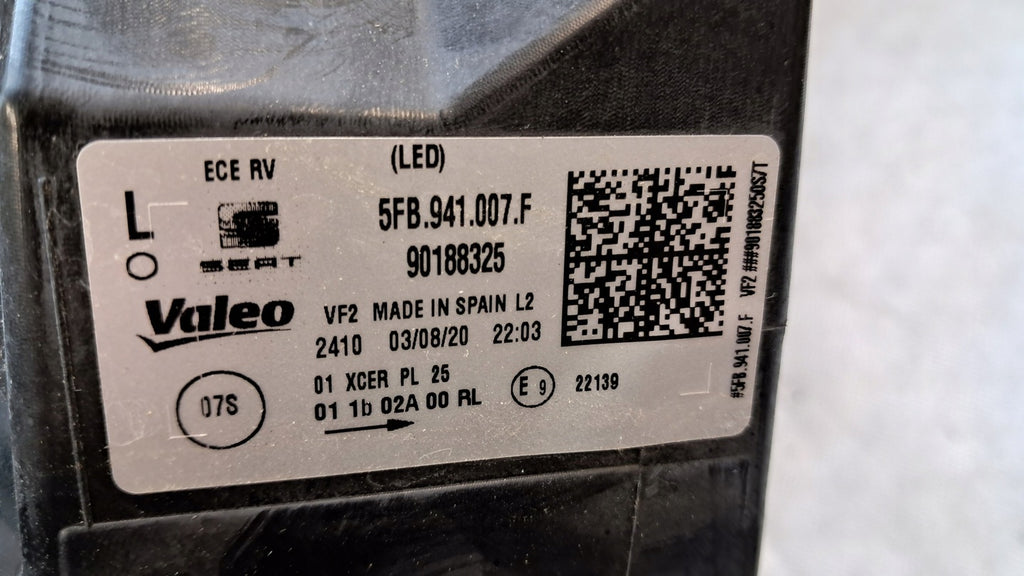 ECE RV
(LED)
L
O
SEAT
5FB.941.007.F
90188325
Valeo
VF2 MADE IN SPAIN L2
2410 03/08/20 22:03
07S
01 XCER PL 25
01 1b 02A 00 RL
E 9
22139
#5FB.941.007.F VF2 ###90188325OS/T